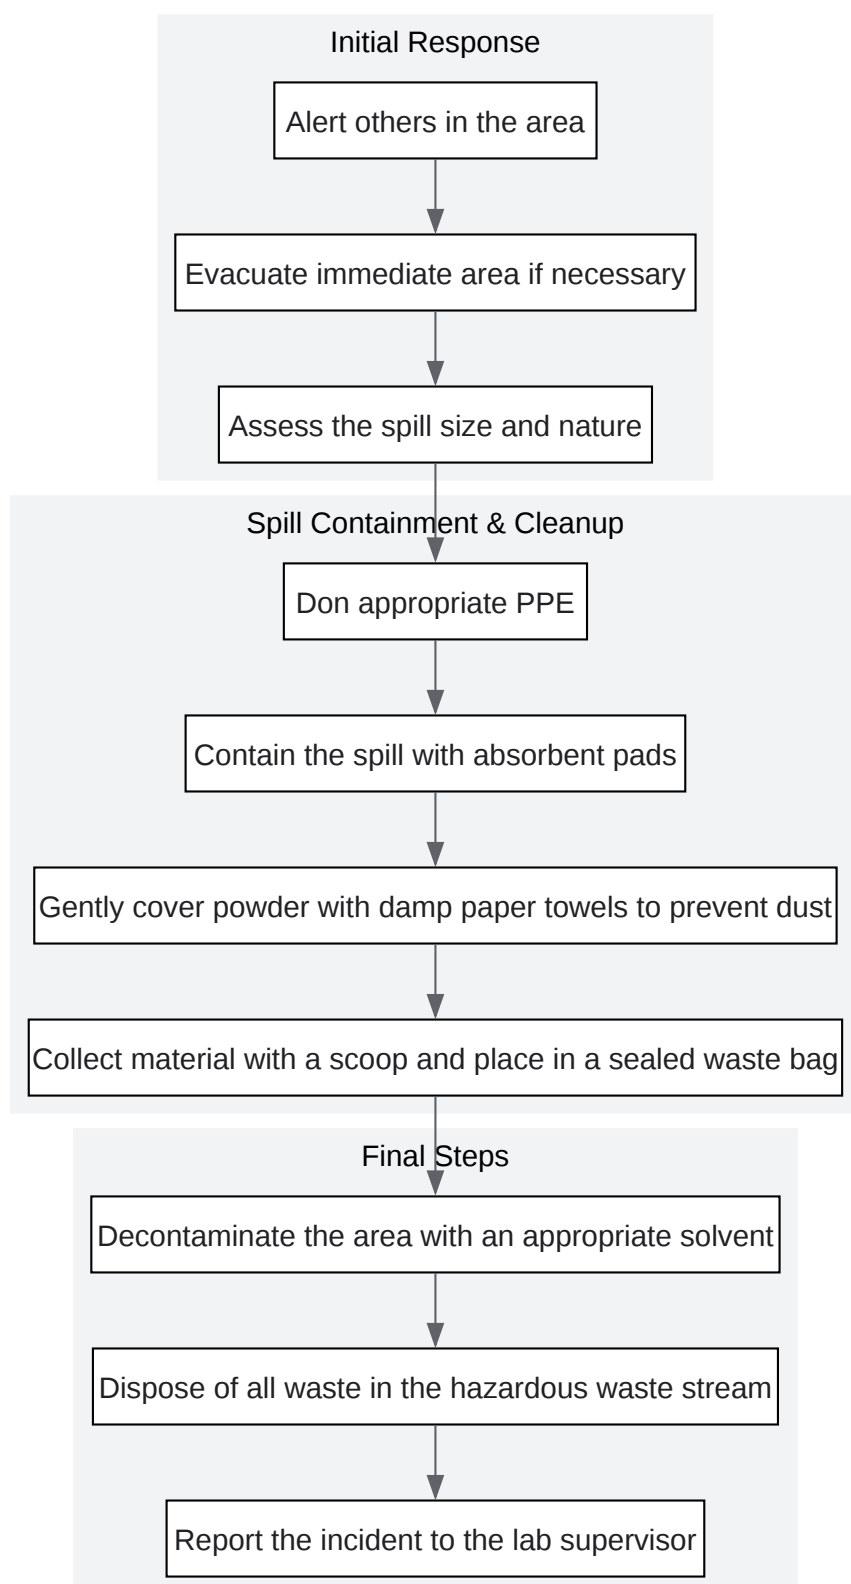 Initial Response
Alert others in the area
Evacuate immediate area if necessary
Assess the spill size and nature
Spill Containment & Cleanup
Don appropriate PPE
Contain the spill with absorbent pads
Gently cover powder with damp paper towels to prevent dust
Collect material with a scoop and place in a sealed waste bag
Final Steps
Decontaminate the area with an appropriate solvent
Dispose of all waste in the hazardous waste stream
Report the incident to the lab supervisor